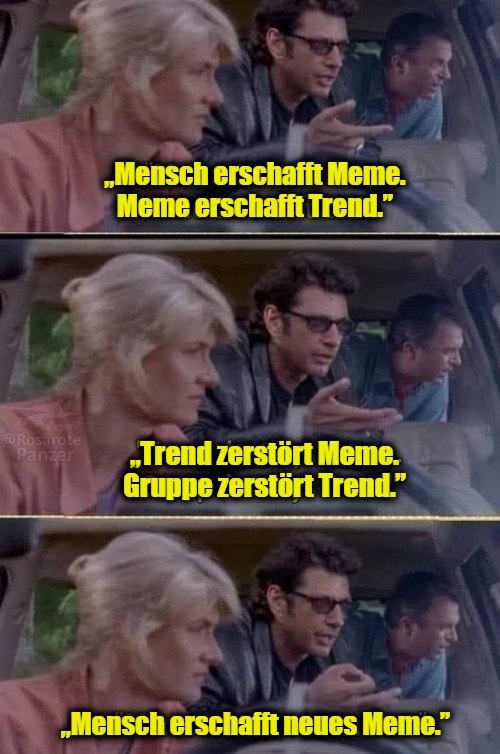 „Mensch erschafft Meme.
Meme erschafft Trend.”
@Rosarote
Panzer
„Trend zerstört Meme.
Gruppe zerstört Trend.”
„Mensch erschafft neues Meme.”